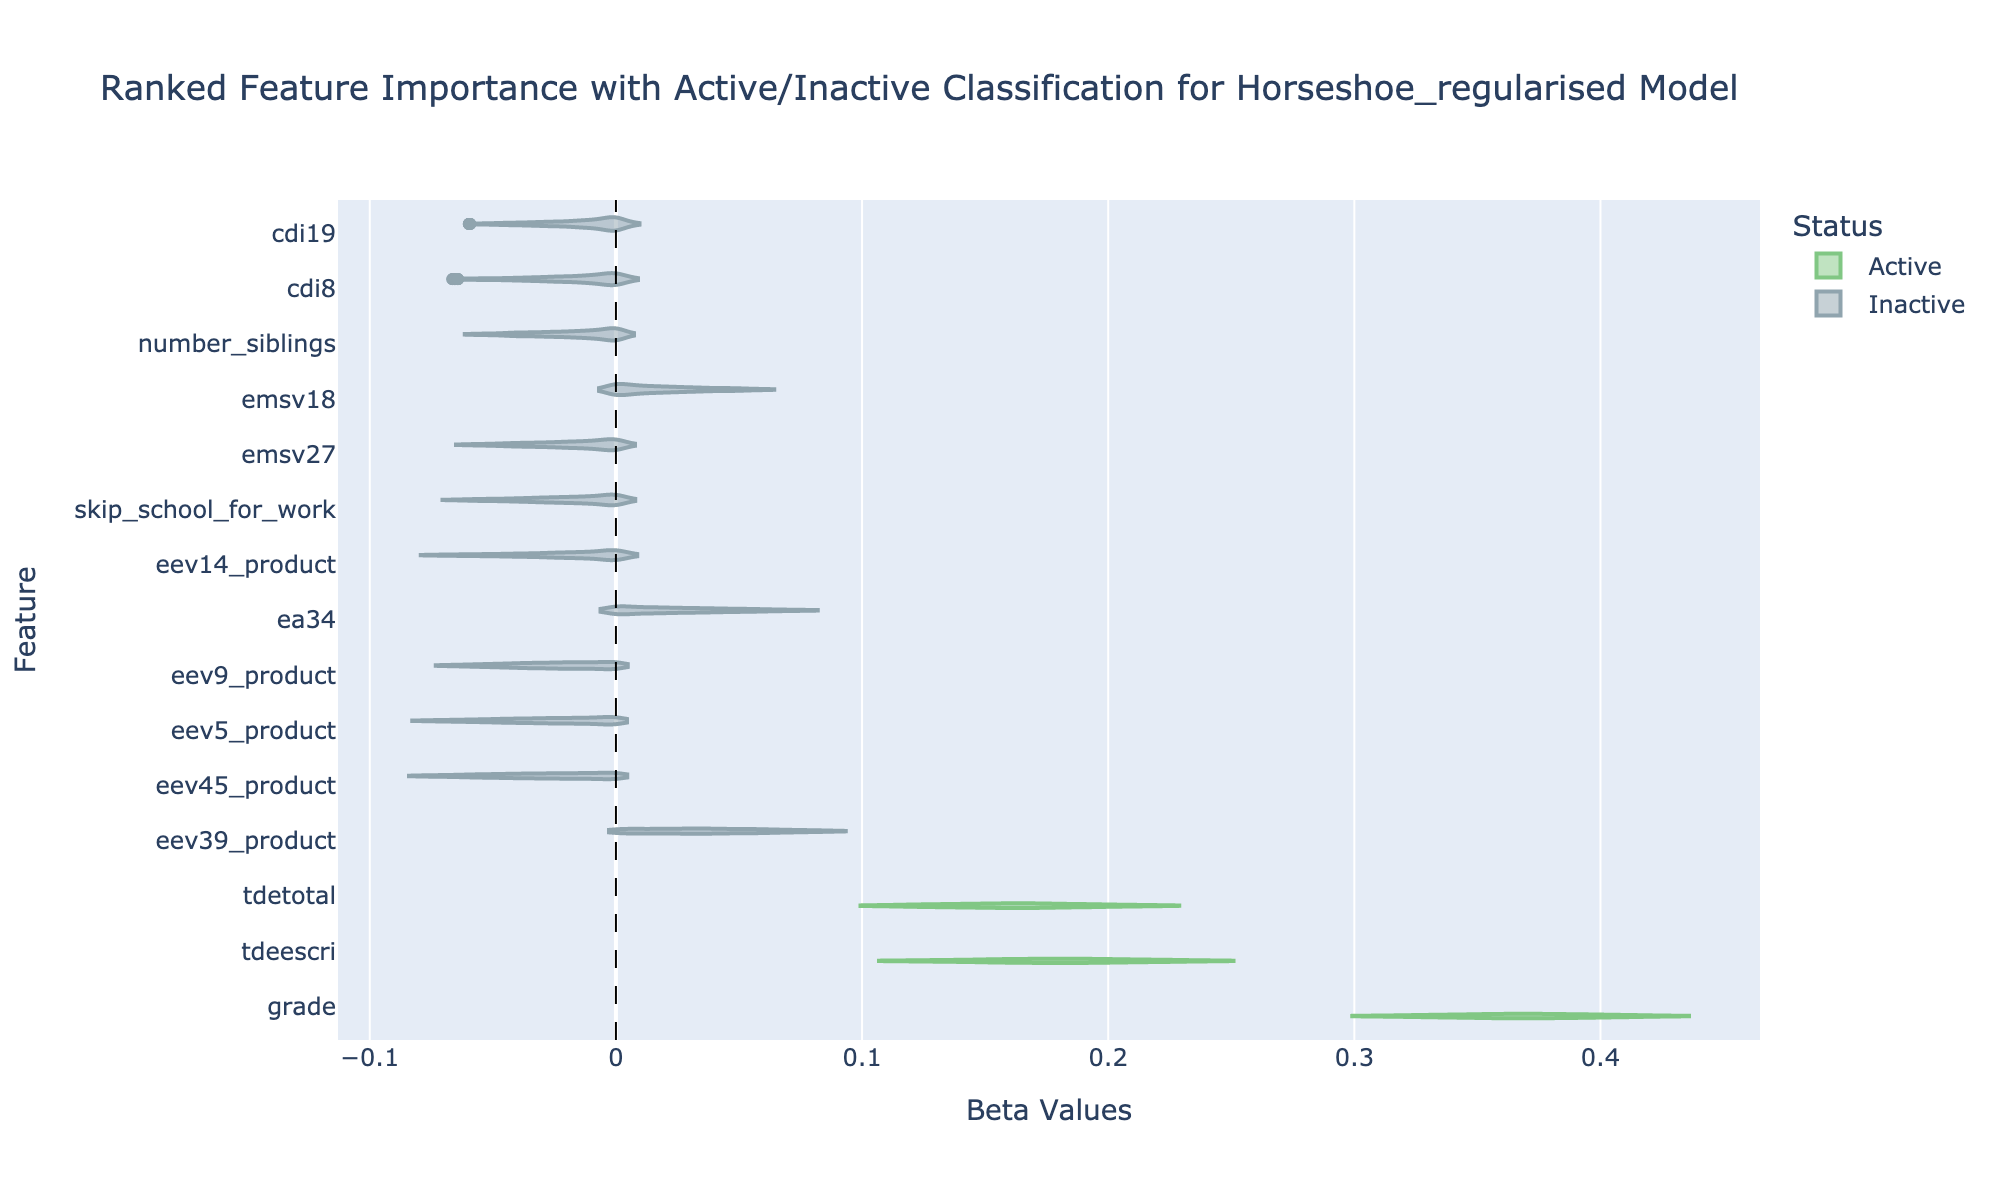 Ranked Feature Importance with Active/Inactive Classification for Horseshoe_regularised Model
Status
Active
Inactive
Feature
cdi19
cdi8
number_siblings
emsv18
emsv27
skip_school_for_work
eev14_product
ea34
eev9_product
eev5_product
eev45_product
eev39_product
tdetotal
tdeescri
grade
−0.1 0 0.1 0.2 0.3 0.4
Beta Values